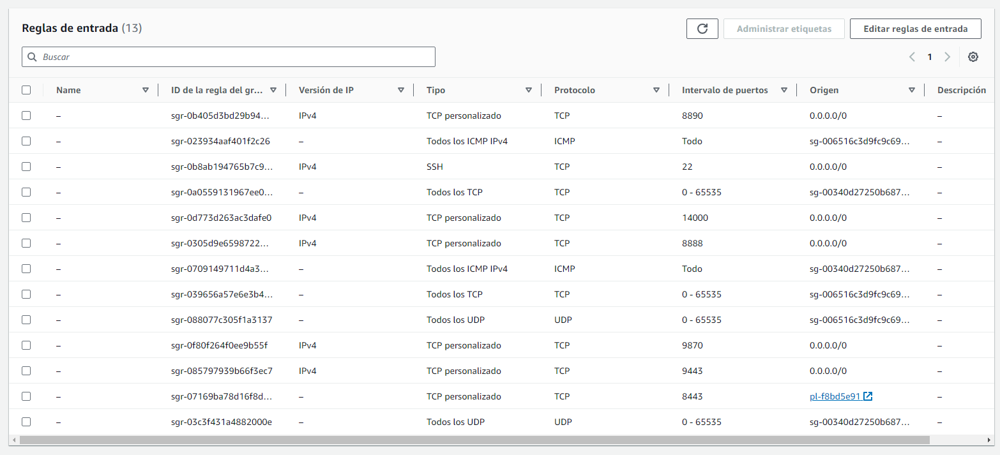 Reglas de entrada (13)
Administrar etiquetas
Editar reglas de entrada
Buscar
1
Name ID de la regla del gr... Versión de IP Tipo Protocolo Intervalo de puertos Origen Descripción
– sgr-0b405d3bd29b94... IPv4 TCP personalizado TCP 8890 0.0.0.0/0 –
– sgr-023934aaf401f2c26 – Todos los ICMP IPv4 ICMP Todo sg-006516c3d9fc9c69... –
– sgr-0b8ab194765b7c9... IPv4 SSH TCP 22 0.0.0.0/0 –
– sgr-0a0559131967ee0... – Todos los TCP TCP 0 - 65535 sg-00340d27250b687... –
– sgr-0d773d263ac3dafe0 IPv4 TCP personalizado TCP 14000 0.0.0.0/0 –
– sgr-0305d9e6598722... IPv4 TCP personalizado TCP 8888 0.0.0.0/0 –
– sgr-0709149711d4a3... – Todos los ICMP IPv4 ICMP Todo sg-00340d27250b687... –
– sgr-039656a57e6e3b4... – Todos los TCP TCP 0 - 65535 sg-006516c3d9fc9c69... –
– sgr-088077c305f1a3137 – Todos los UDP UDP 0 - 65535 sg-006516c3d9fc9c69... –
– sgr-0f80f264f0ee9b55f IPv4 TCP personalizado TCP 9870 0.0.0.0/0 –
– sgr-085797939b66f3ec7 IPv4 TCP personalizado TCP 9443 0.0.0.0/0 –
– sgr-07169ba78d16f8d... – TCP personalizado TCP 8443 pl-f8bd5e91 –
– sgr-03c3f431a4882000e – Todos los UDP UDP 0 - 65535 sg-00340d27250b687... –